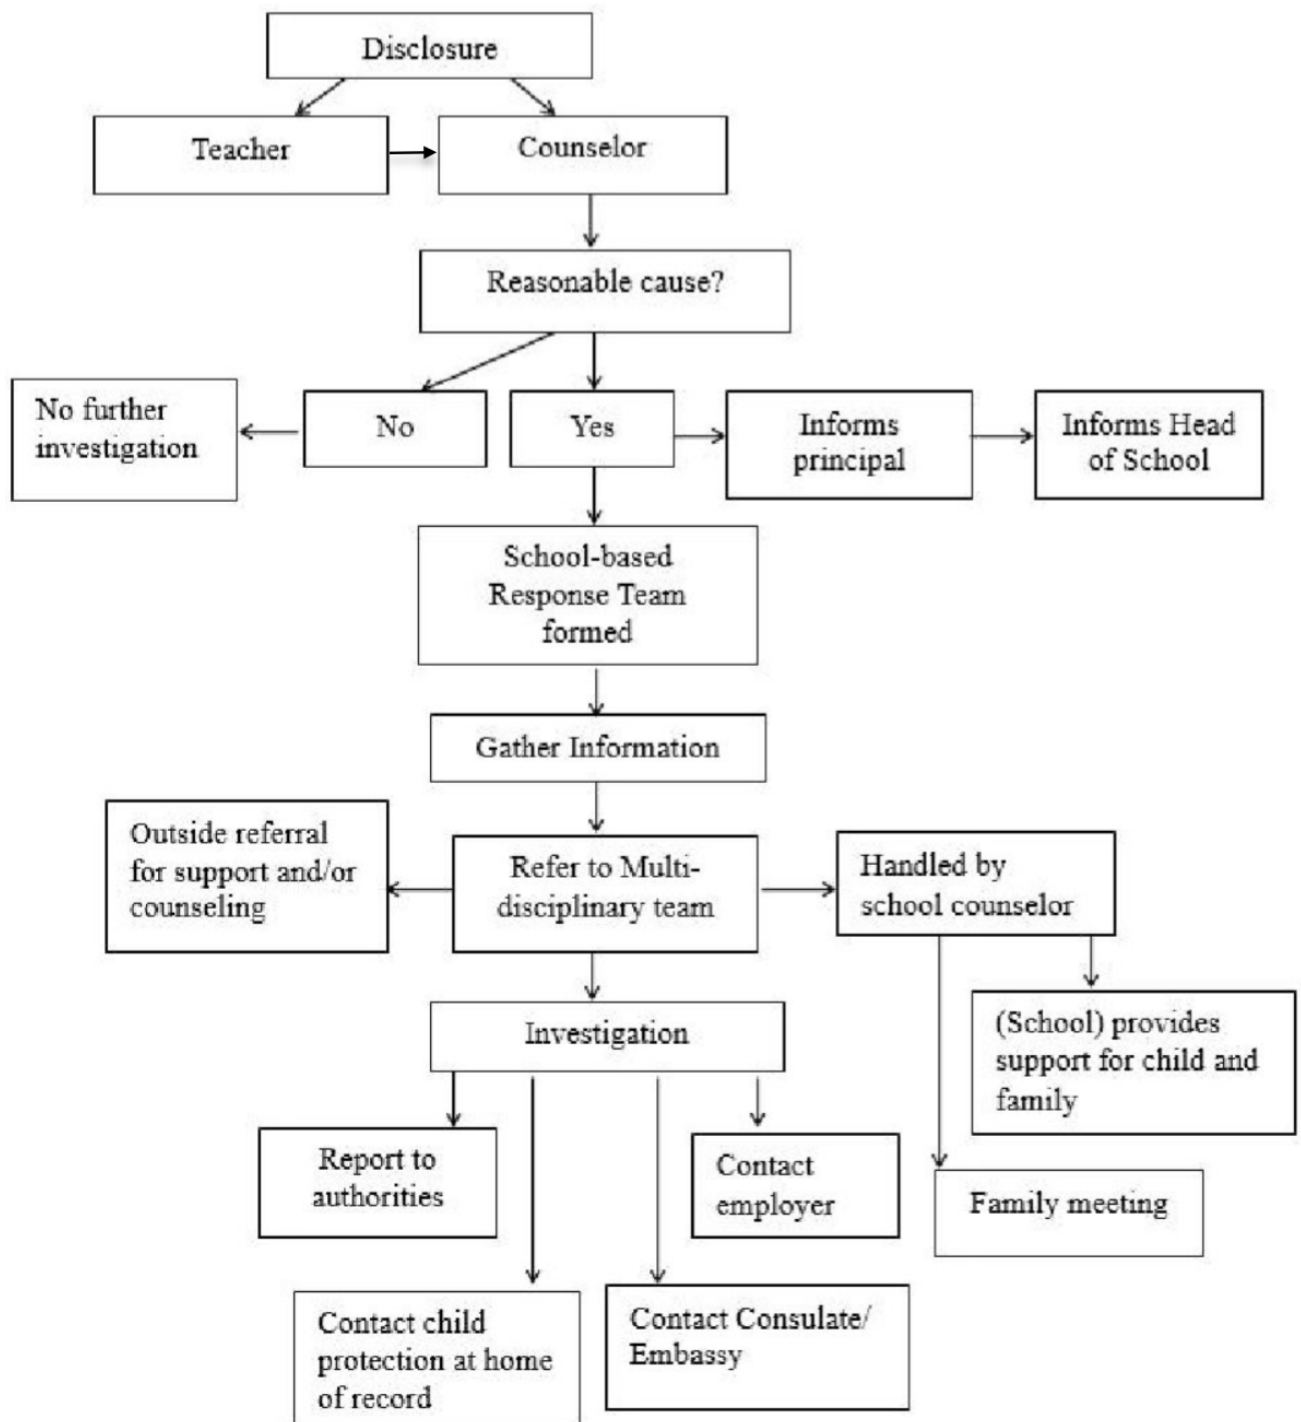 Disclosure
Teacher
Counselor
Reasonable cause?
No further
investigation
No
Yes
Informs
principal
Informs Head
of School
School-based
Response Team
formed
Gather Information
Outside referral
for support and/or
counseling
Refer to Multi-
disciplinary team
Handled by
school counselor
Investigation
(School) provides
support for child and
family
Report to
authorities
Contact
employer
Family meeting
Contact child
protection at home
of record
Contact Consulate/
Embassy